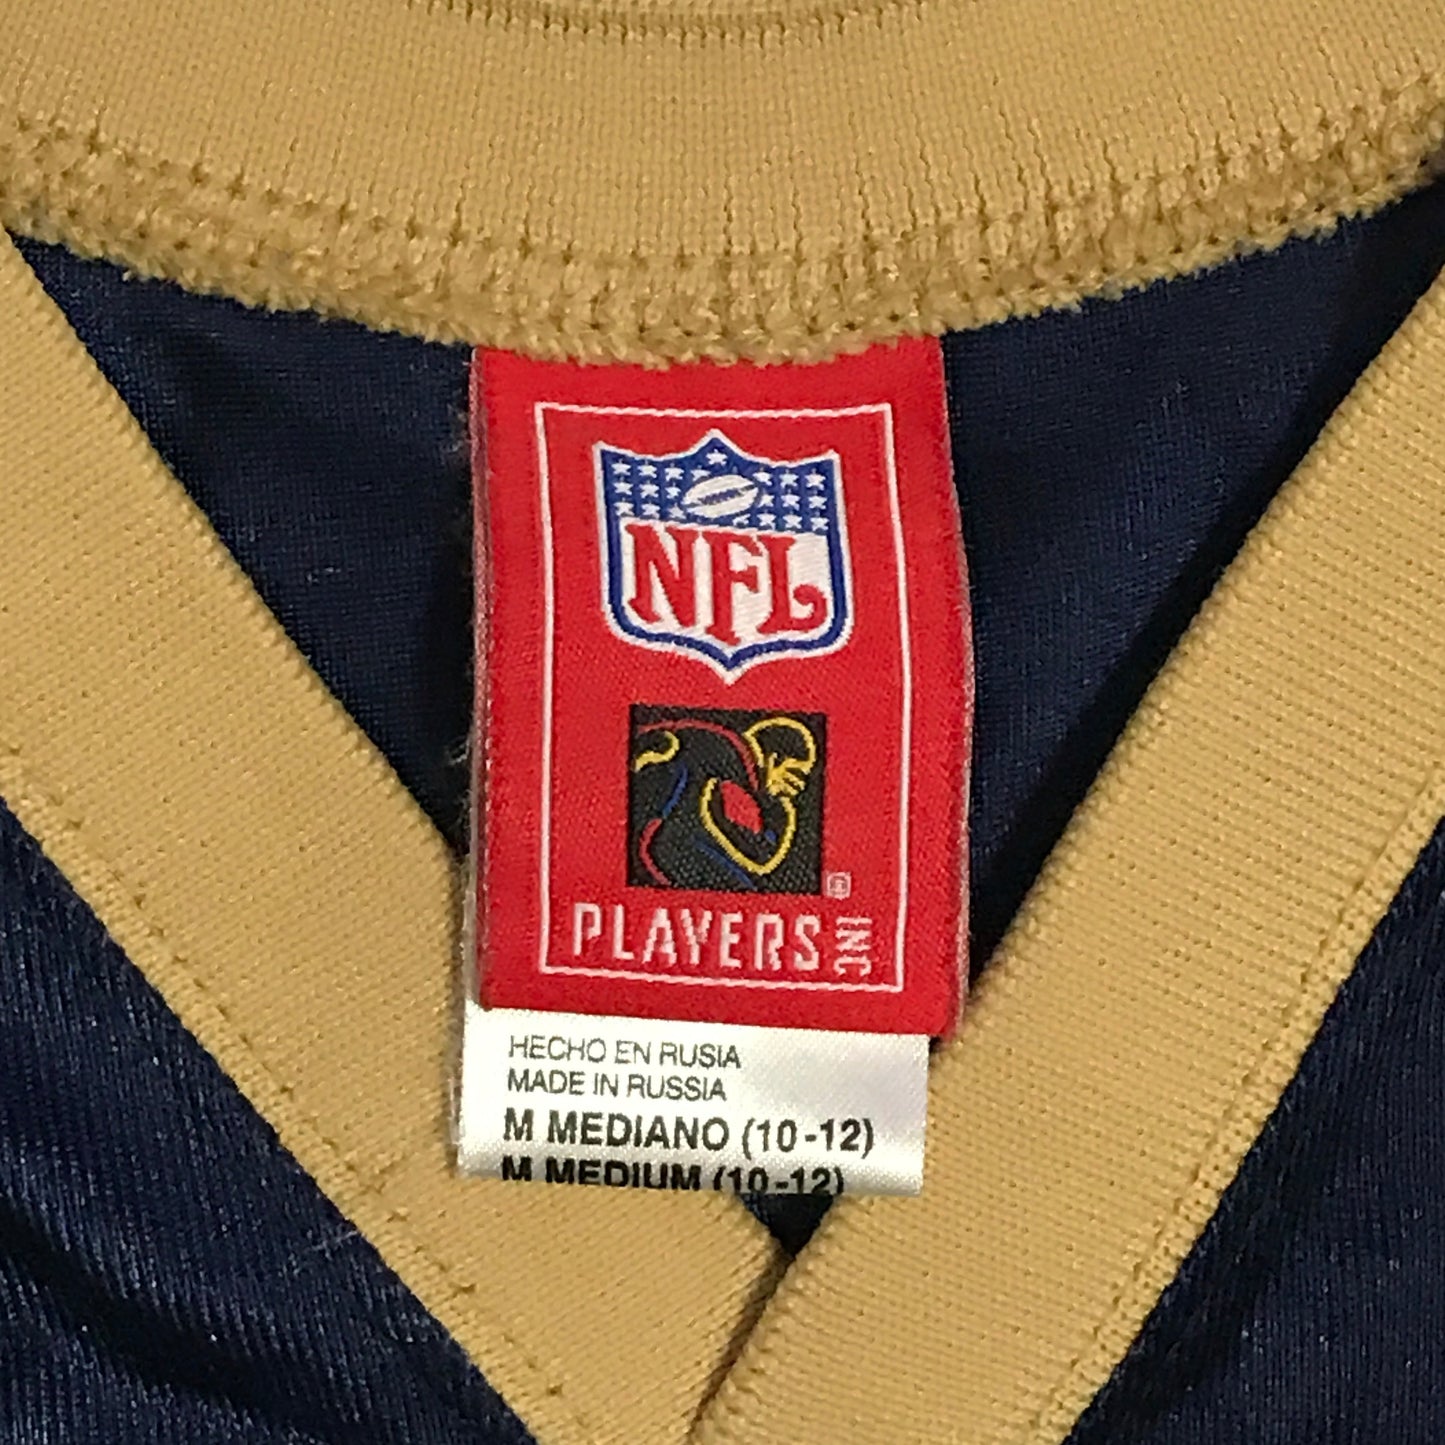 NFL
PLAYERS INC
®
HECHO EN RUSIA
MADE IN RUSSIA
M MEDIANO (10-12)
M MEDIUM (10-12)